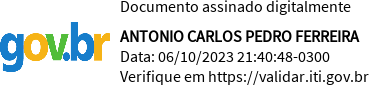 Documento assinado digitalmente
gov.br
ANTONIO CARLOS PEDRO FERREIRA
Data: 06/10/2023 21:40:48-0300
Verifique em https://validar.iti.gov.br